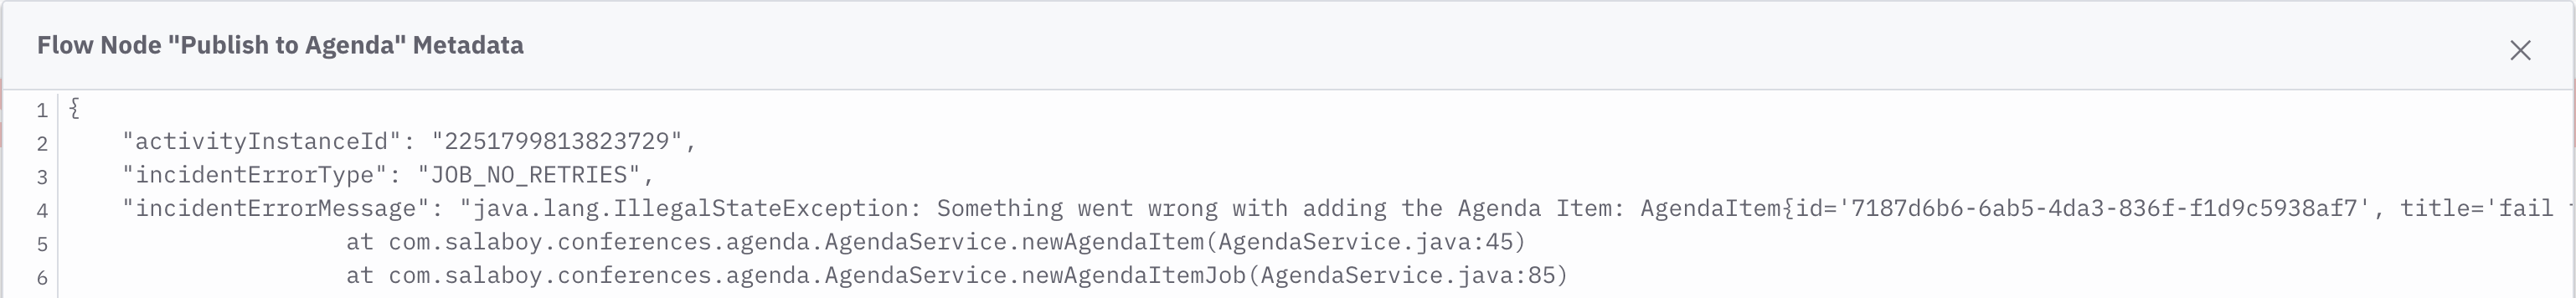 Flow Node "Publish to Agenda" Metadata
1 {
2 "activityInstanceId": "2251799813823729",
3 "incidentErrorType": "JOB_NO_RETRIES",
4 "incidentErrorMessage": "java.lang.IllegalStateException: Something went wrong with adding the Agenda Item: AgendaItem{id='7187d6b6-6ab5-4da3-836f-f1d9c5938af7', title='fail
5 at com.salaboy.conferences.agenda.AgendaService.newAgendaItem(AgendaService.java:45)
6 at com.salaboy.conferences.agenda.AgendaService.newAgendaItemJob(AgendaService.java:85)